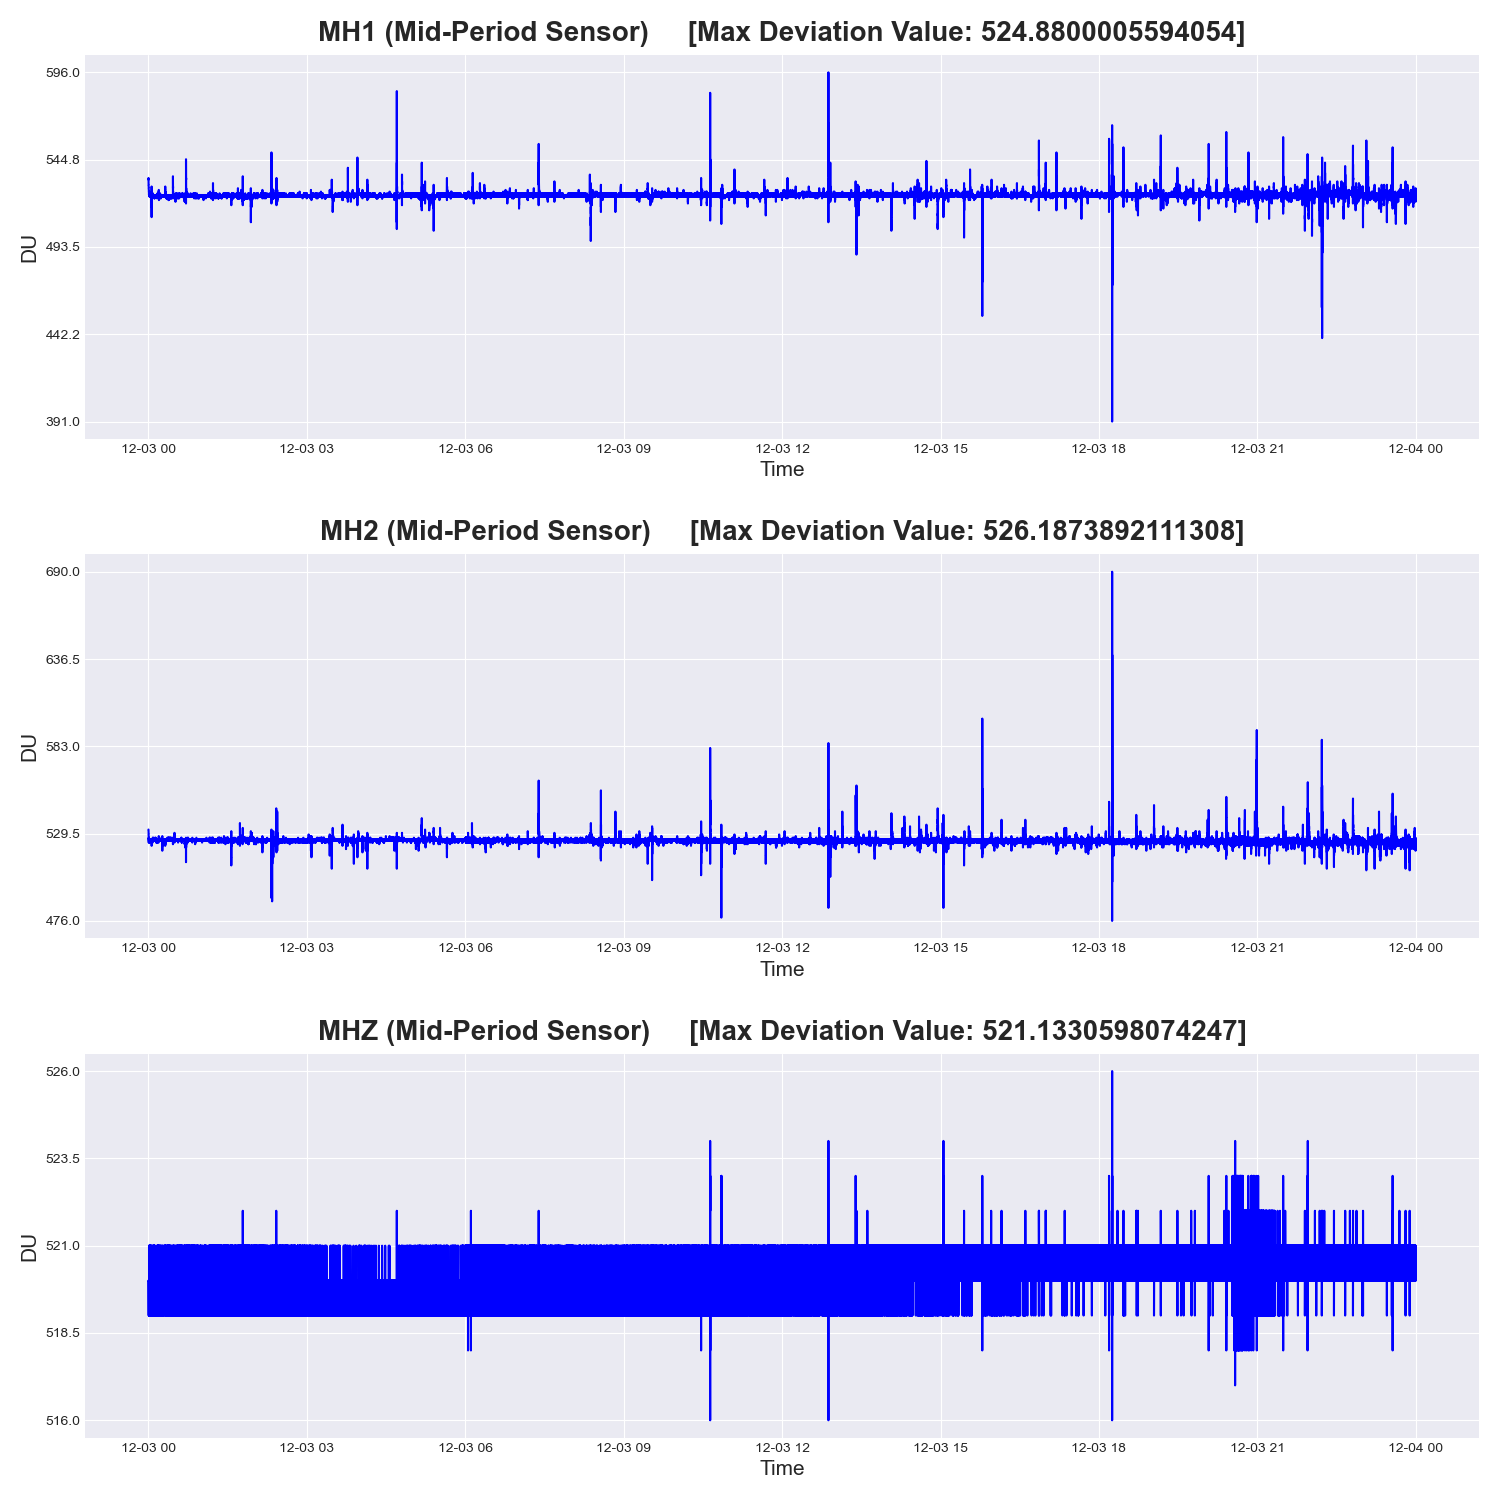 MH1 (Mid-Period Sensor) [Max Deviation Value: 524.8800005594054]
596.0
544.8
493.5
442.2
391.0
DU
12-03 00 12-03 03 12-03 06 12-03 09 12-03 12 12-03 15 12-03 18 12-03 21 12-04 00
Time
MH2 (Mid-Period Sensor) [Max Deviation Value: 526.1873892111308]
690.0
636.5
583.0
529.5
476.0
DU
12-03 00 12-03 03 12-03 06 12-03 09 12-03 12 12-03 15 12-03 18 12-03 21 12-04 00
Time
MHZ (Mid-Period Sensor) [Max Deviation Value: 521.1330598074247]
526.0
523.5
521.0
518.5
516.0
DU
12-03 00 12-03 03 12-03 06 12-03 09 12-03 12 12-03 15 12-03 18 12-03 21 12-04 00
Time